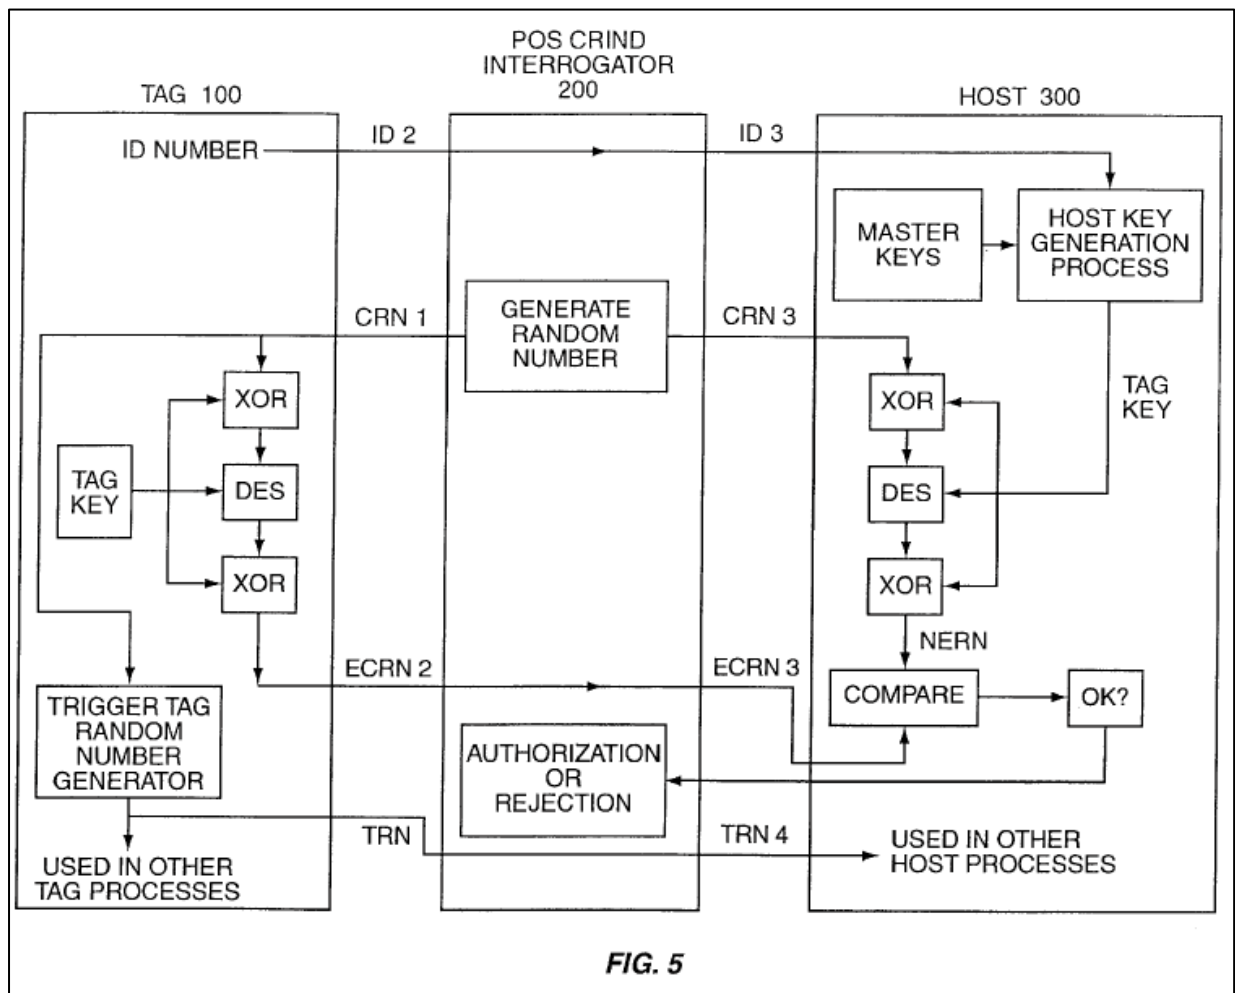 POS CRIND
INTERROGATOR
200
TAG 100
HOST 300
ID NUMBER
ID 2
ID 3
MASTER
KEYS
HOST KEY
GENERATION
PROCESS
CRN 1
GENERATE
RANDOM
NUMBER
CRN 3
XOR
XOR
TAG
KEY
TAG
KEY
DES
DES
XOR
XOR
NERN
ECRN 2
ECRN 3
COMPARE
OK?
TRIGGER TAG
RANDOM
NUMBER
GENERATOR
AUTHORIZATION
OR
REJECTION
TRN
TRN 4
USED IN OTHER
TAG PROCESSES
USED IN OTHER
HOST PROCESSES
FIG. 5